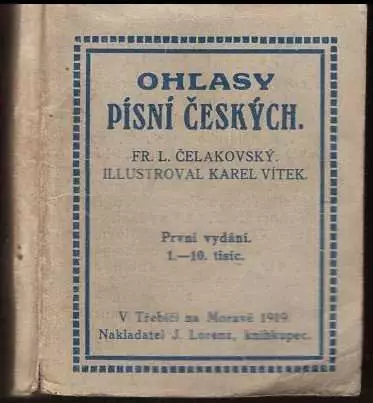 OHLASY
PÍSNÍ ČESKÝCH.
FR. L. ČELAKOVSKÝ.
ILLUSTROVAL KAREL VÍTEK.
První vydání.
1.—10. tisíc.
V Třebíči na Moravě 1919.
Nakladatel J. Lorenz, knihkupec.